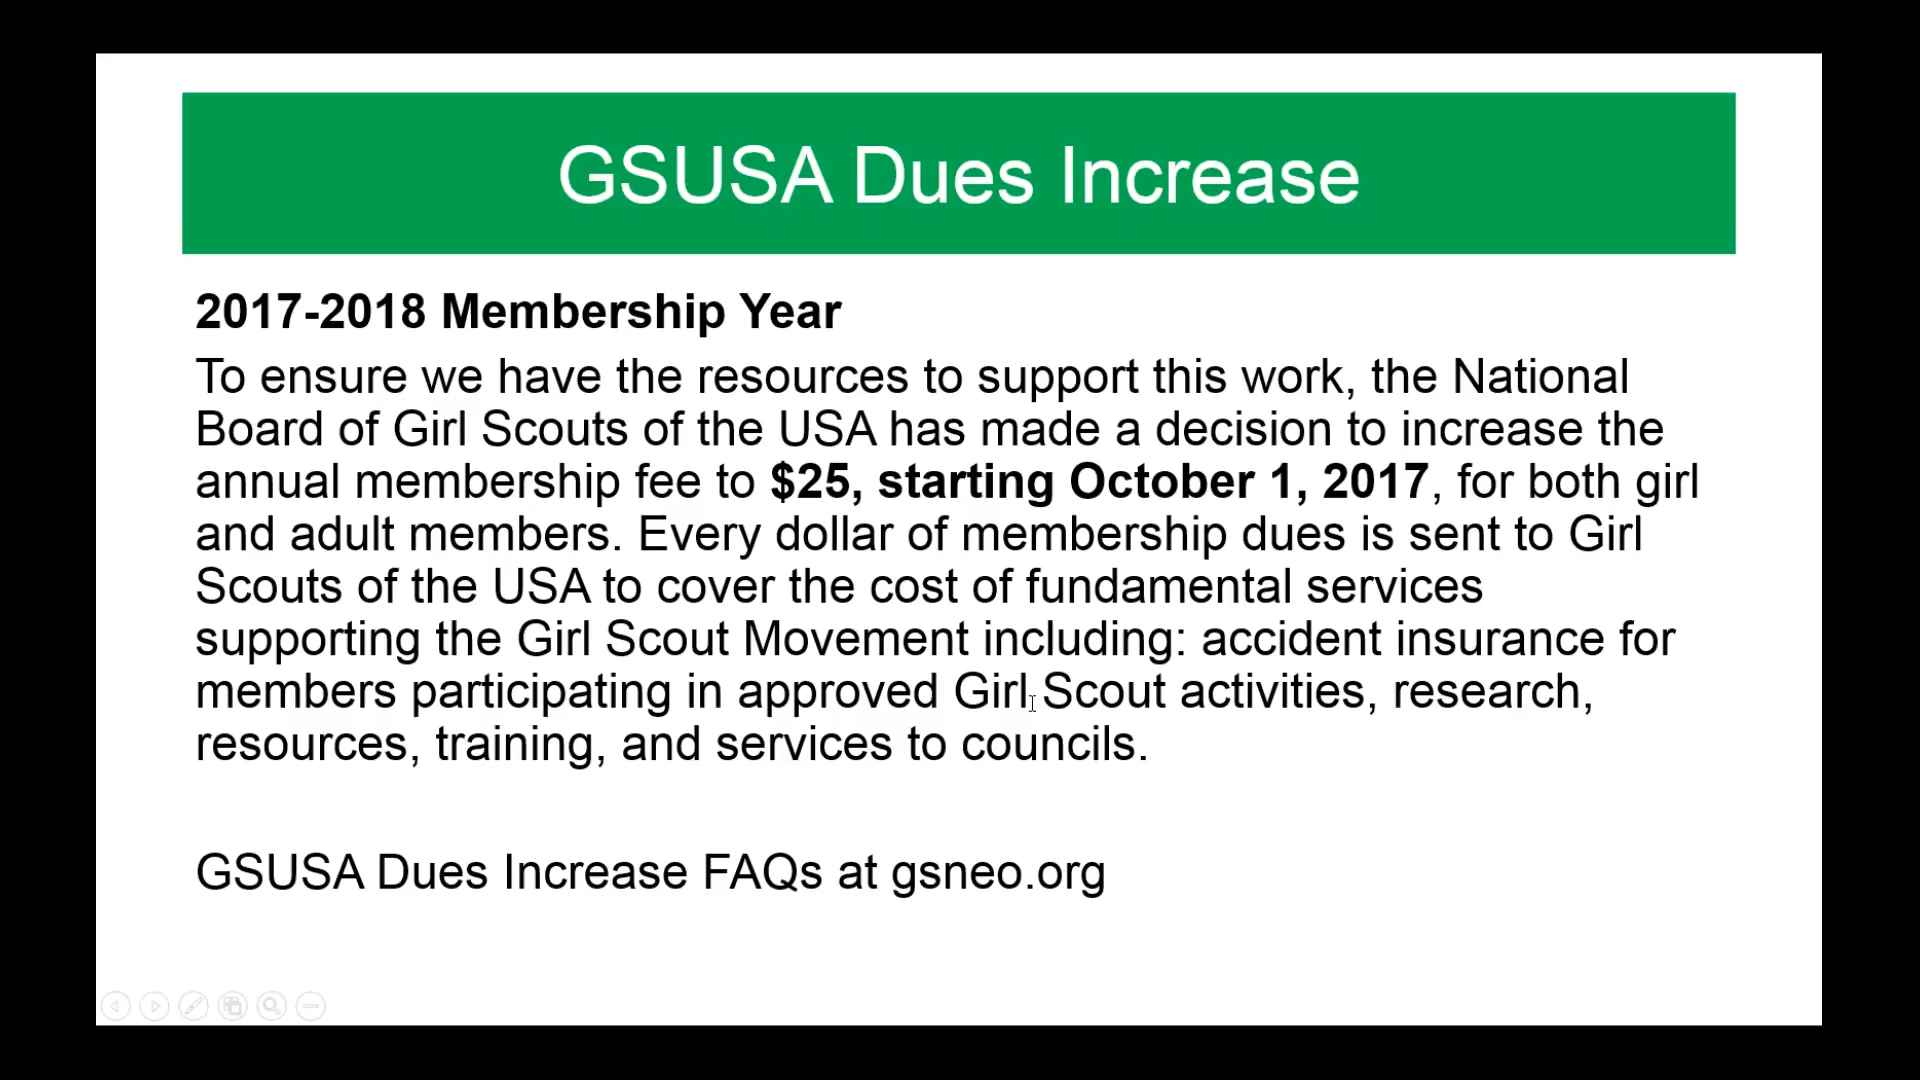 GSUSA Dues Increase
2017-2018 Membership Year
To ensure we have the resources to support this work, the National
Board of Girl Scouts of the USA has made a decision to increase the
annual membership fee to $25, starting October 1, 2017, for both girl
and adult members. Every dollar of membership dues is sent to Girl
Scouts of the USA to cover the cost of fundamental services
supporting the Girl Scout Movement including: accident insurance for
members participating in approved Girl Scout activities, research,
resources, training, and services to councils.
GSUSA Dues Increase FAQs at gsneo.org